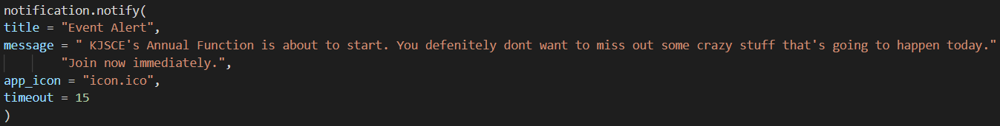 notification.notify(
title = "Event Alert",
message = " KJSCE's Annual Function is about to start. You defenitely dont want to miss out some crazy stuff that's going to happen today."
"Join now immediately.",
app_icon = "icon.ico",
timeout = 15
)